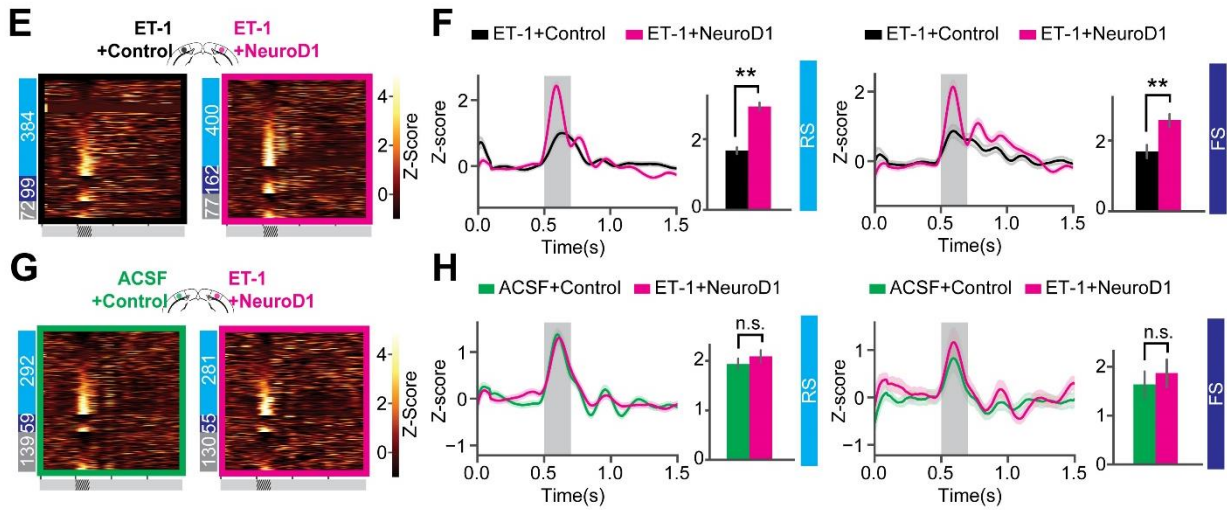 E
ET-1
+Control
ET-1
+NeuroD1
384
99
72
400
162
77
4
2
0
Z-Score
F
ET-1+Control
ET-1+NeuroD1
2
0
Z-score
0.0
0.5
1.0
1.5
Time(s)
**
2
0
RS
ET-1+Control
ET-1+NeuroD1
2
0
Z-score
0.0
0.5
1.0
1.5
Time(s)
**
2
0
FS
G
ACSF
+Control
ET-1
+NeuroD1
292
59
139
281
55
130
4
2
0
Z-Score
H
ACSF+Control
ET-1+NeuroD1
1
0
−1
Z-score
0.0
0.5
1.0
1.5
Time(s)
n.s.
2
0
RS
ACSF+Control
ET-1+NeuroD1
1
0
−1
Z-score
0.0
0.5
1.0
1.5
Time(s)
n.s.
2
0
FS